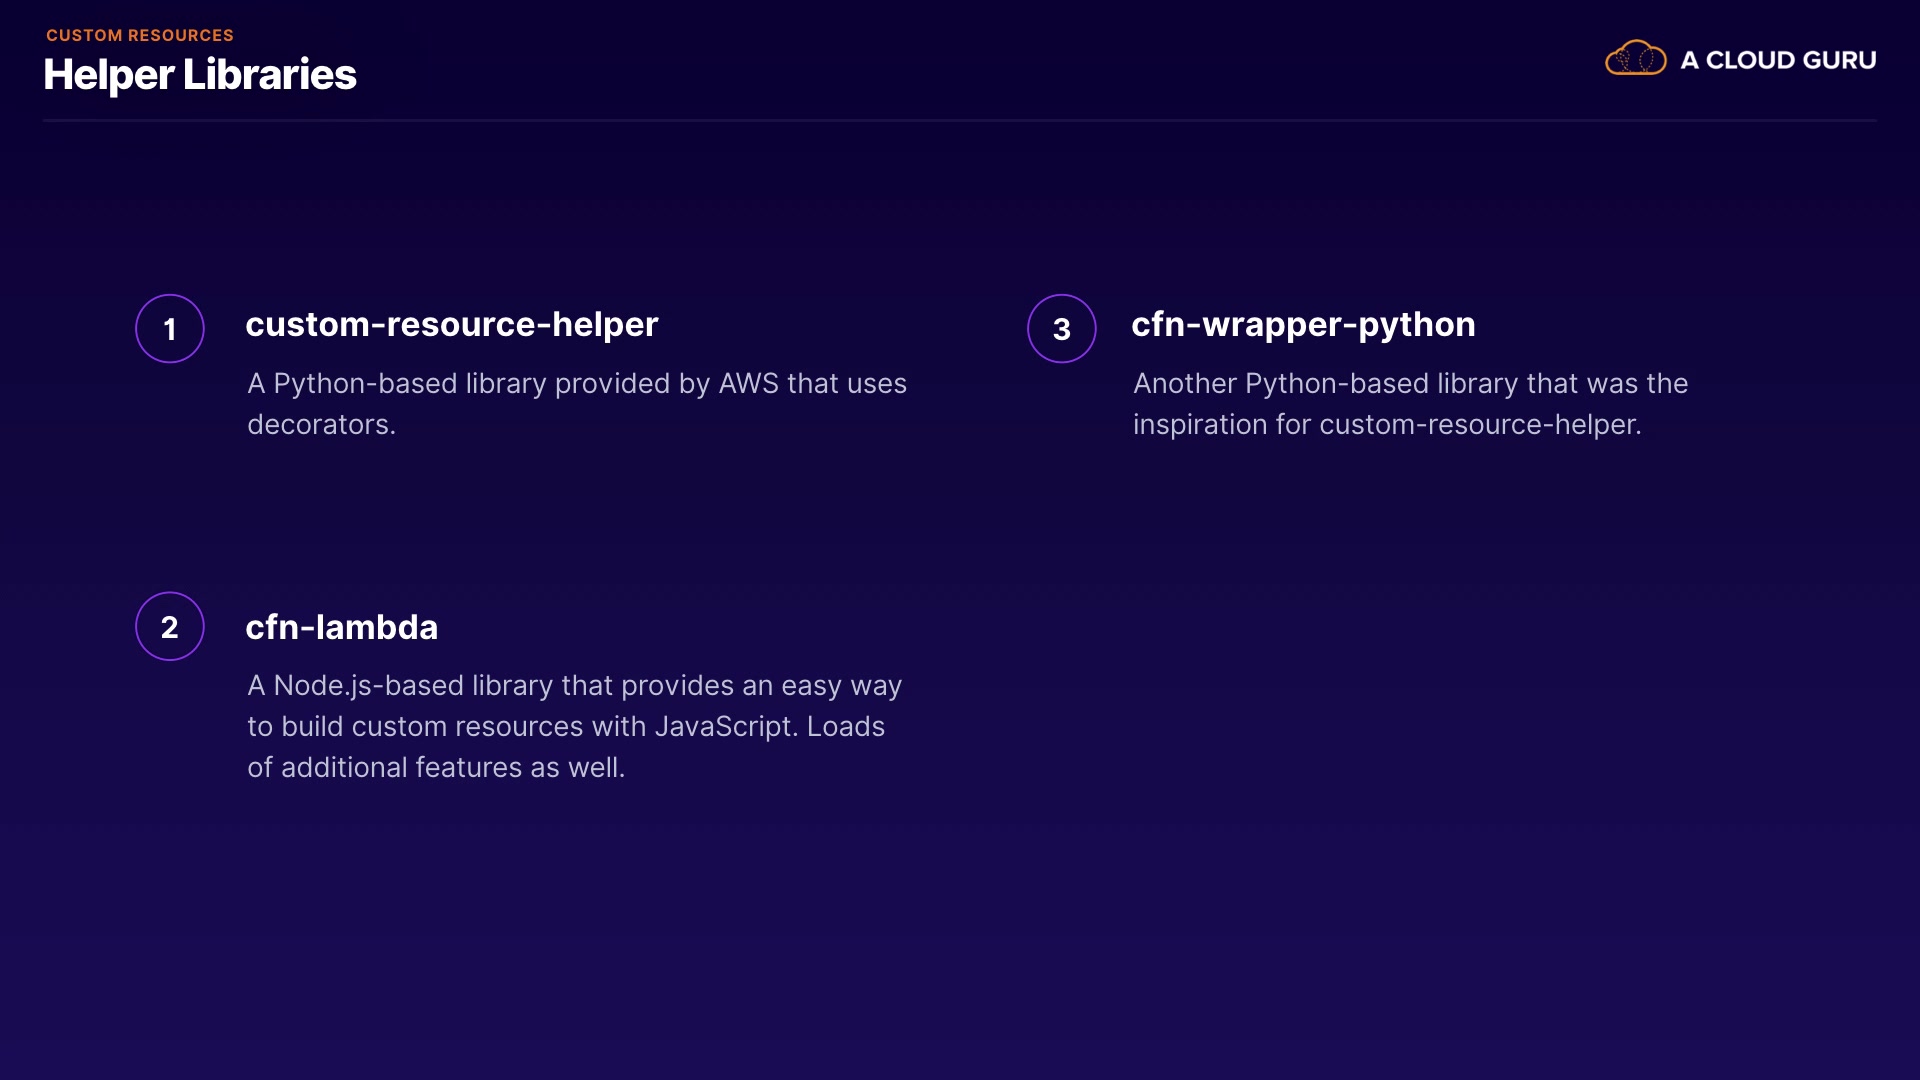 CUSTOM RESOURCES
Helper Libraries
A CLOUD GURU
1
custom-resource-helper
A Python-based library provided by AWS that uses
decorators.
2
cfn-lambda
A Node.js-based library that provides an easy way
to build custom resources with JavaScript. Loads
of additional features as well.
3
cfn-wrapper-python
Another Python-based library that was the
inspiration for custom-resource-helper.